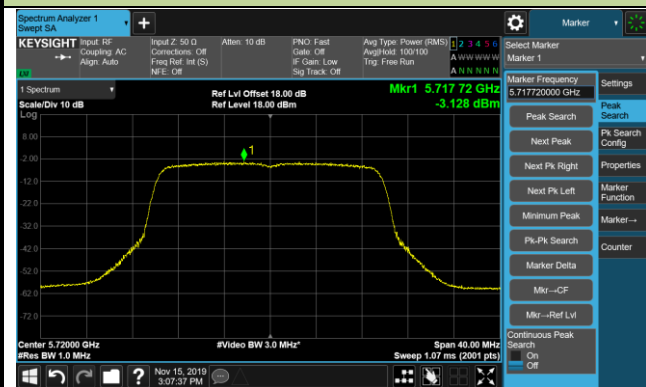 Spectrum Analyzer 1
Swept SA
Marker
KEYSIGHT
Input: RF
Coupling: AC
Align: Auto
Input Z: 50 Ω
Corrections: Off
Freq Ref: Int (S)
NFE: Off
Atten: 10 dB
PNO: Fast
Gate: Off
IF Gain: Low
Sig Track: Off
Avg Type: Power (RMS)
Avg|Hold: 100/100
Trig: Free Run
1 2 3 4 5 6
A W W W W W
A N N N N N
Select Marker
Marker 1
1 Spectrum
Scale/Div 10 dB
Log
Ref Lvl Offset 18.00 dB
Ref Level 18.00 dBm
Mkr1 5.717 72 GHz
-3.128 dBm
8.00
-2.00
-12.0
-22.0
-32.0
-42.0
-52.0
-62.0
-72.0
1
Center 5.72000 GHz
#Res BW 1.0 MHz
#Video BW 3.0 MHz*
Span 40.00 MHz
Sweep 1.07 ms (2001 pts)
Marker Frequency
5.717720000 GHz
Peak Search
Next Peak
Next Pk Right
Next Pk Left
Minimum Peak
Pk-Pk Search
Marker Delta
Mkr→CF
Mkr→Ref Lvl
Continuous Peak
Search
On
Off
Settings
Peak
Search
Pk Search
Config
Properties
Marker
Function
Marker→
Counter
Nov 15, 2019
3:07:37 PM